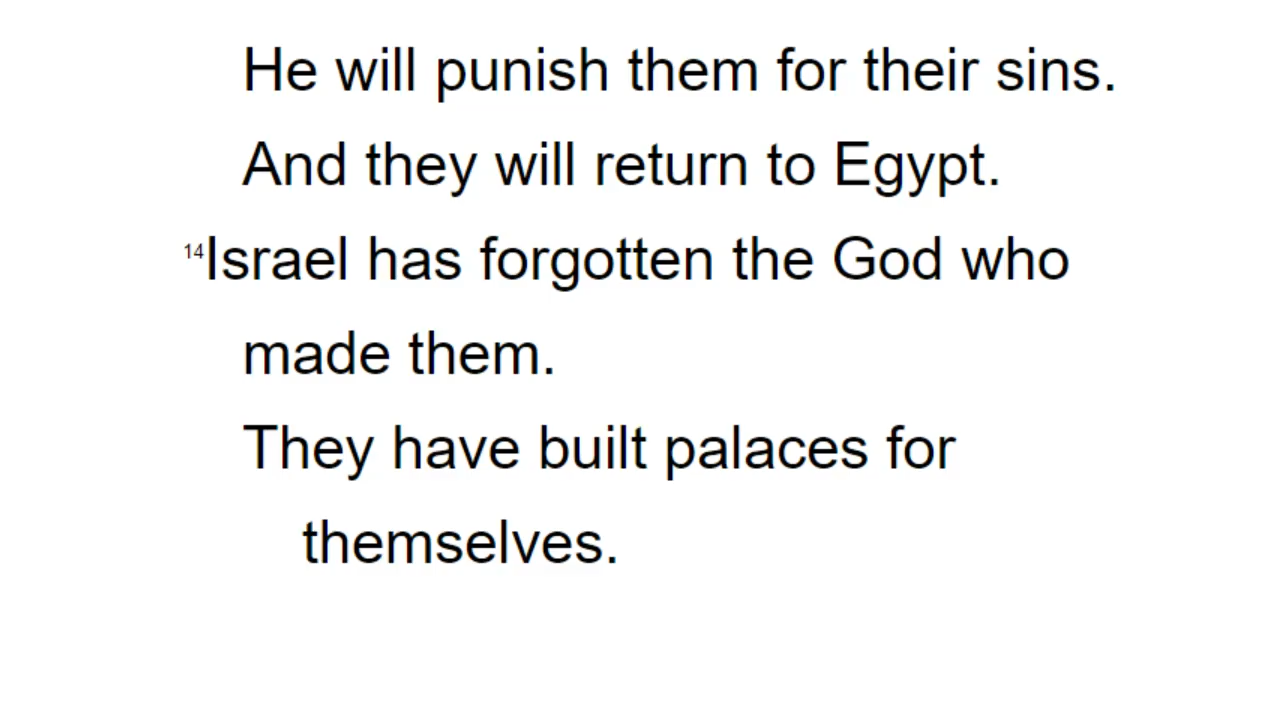 He will punish them for their sins.
And they will return to Egypt.
14Israel has forgotten the God who
made them.
They have built palaces for
themselves.